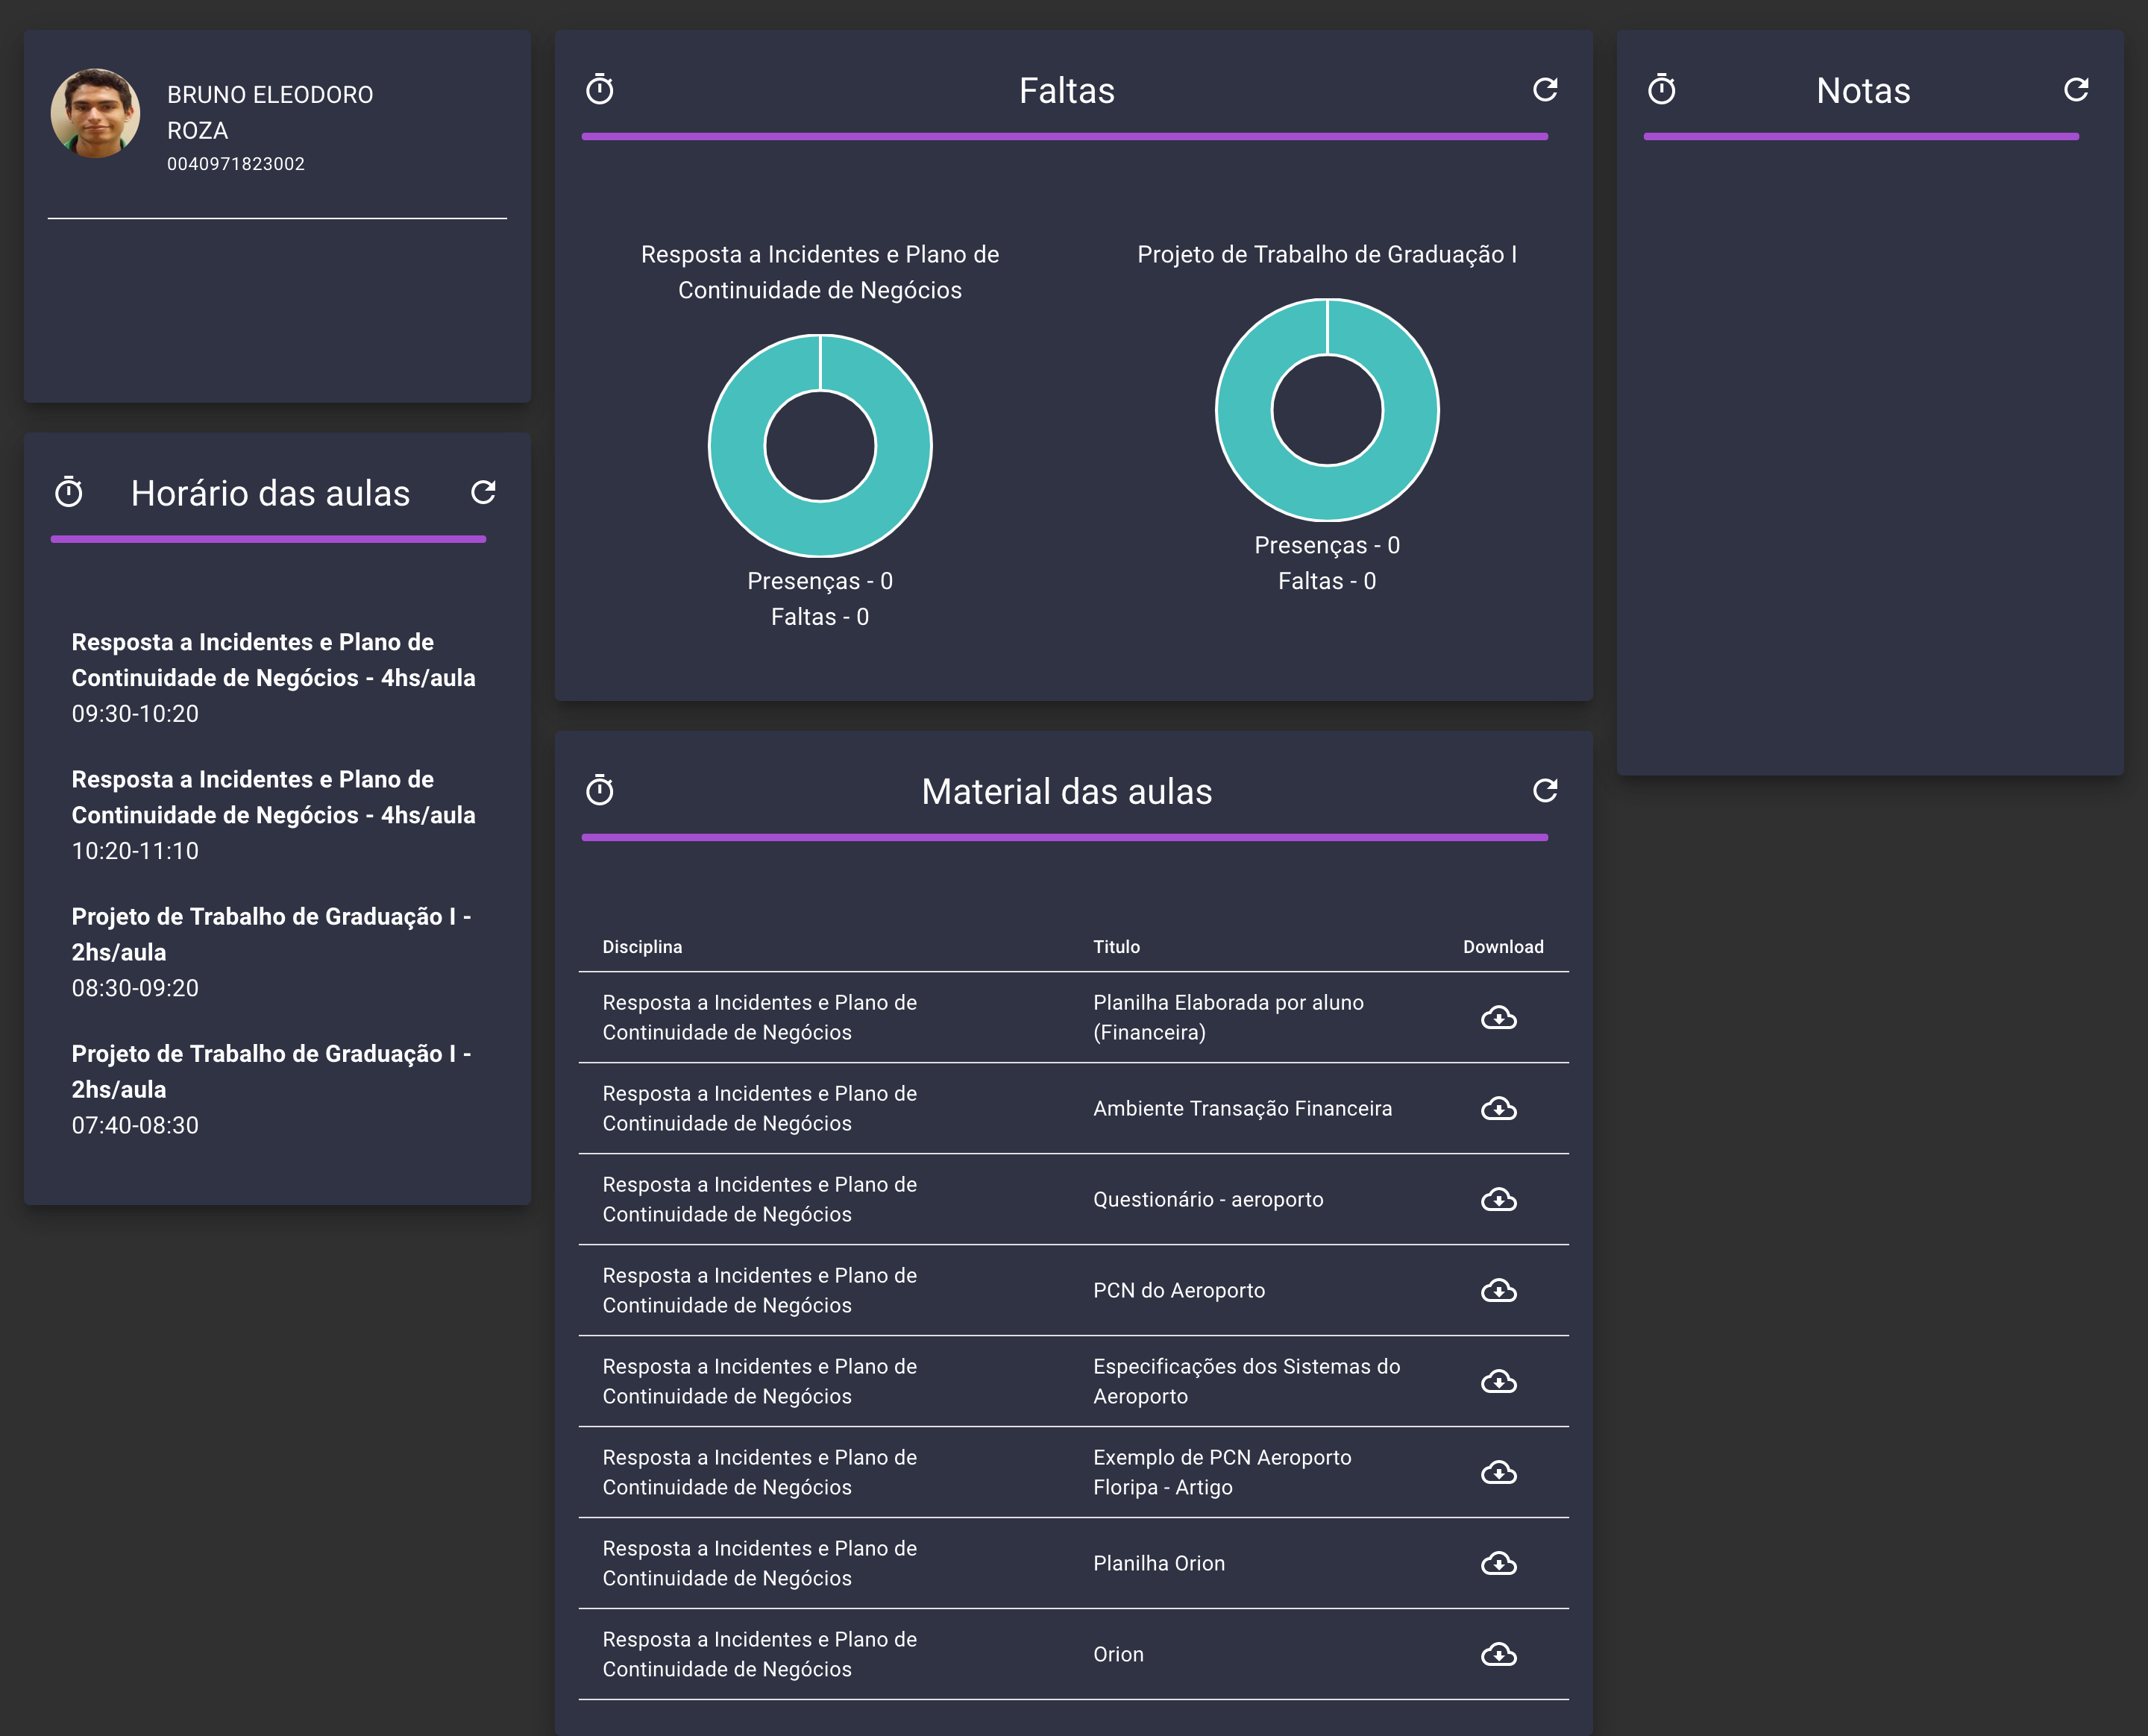 BRUNO ELEODORO
ROZA
0040971823002
Horário das aulas
Resposta a Incidentes e Plano de
Continuidade de Negócios - 4hs/aula
09:30-10:20
Resposta a Incidentes e Plano de
Continuidade de Negócios - 4hs/aula
10:20-11:10
Projeto de Trabalho de Graduação I -
2hs/aula
08:30-09:20
Projeto de Trabalho de Graduação I -
2hs/aula
07:40-08:30
Faltas
Resposta a Incidentes e Plano de
Continuidade de Negócios
Presenças - 0
Faltas - 0
Projeto de Trabalho de Graduação I
Presenças - 0
Faltas - 0
Material das aulas
Disciplina Titulo Download
Resposta a Incidentes e Plano de
Continuidade de Negócios
Planilha Elaborada por aluno
(Financeira)
Resposta a Incidentes e Plano de
Continuidade de Negócios
Ambiente Transação Financeira
Resposta a Incidentes e Plano de
Continuidade de Negócios
Questionário - aeroporto
Resposta a Incidentes e Plano de
Continuidade de Negócios
PCN do Aeroporto
Resposta a Incidentes e Plano de
Continuidade de Negócios
Especificações dos Sistemas do
Aeroporto
Resposta a Incidentes e Plano de
Continuidade de Negócios
Exemplo de PCN Aeroporto
Floripa - Artigo
Resposta a Incidentes e Plano de
Continuidade de Negócios
Planilha Orion
Resposta a Incidentes e Plano de
Continuidade de Negócios
Orion
Notas